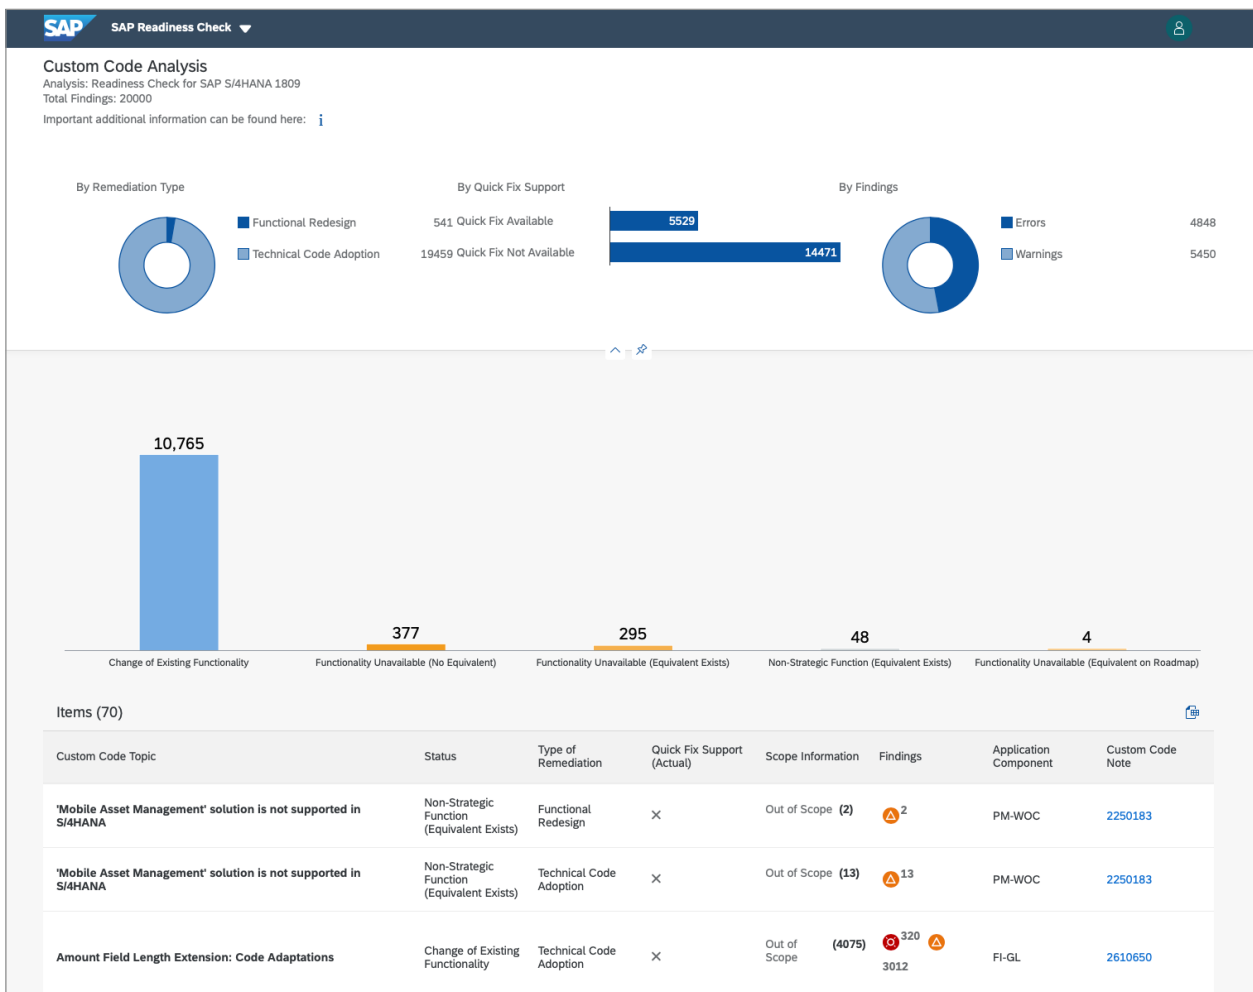 SAP SAP Readiness Check
Custom Code Analysis
Analysis: Readiness Check for SAP S/4HANA 1809
Total Findings: 20000
Important additional information can be found here: i
By Remediation Type
Functional Redesign 541
Technical Code Adoption 19459
By Quick Fix Support
Quick Fix Available 5529
Quick Fix Not Available 14471
By Findings
Errors 4848
Warnings 5450
10,765
377
295
48
4
Change of Existing Functionality
Functionality Unavailable (No Equivalent)
Functionality Unavailable (Equivalent Exists)
Non-Strategic Function (Equivalent Exists)
Functionality Unavailable (Equivalent on Roadmap)
Items (70)
Custom Code Topic
Status
Type of
Remediation
Quick Fix Support
(Actual)
Scope Information
Findings
Application
Component
Custom Code
Note
'Mobile Asset Management' solution is not supported in
S/4HANA
Non-Strategic
Function
(Equivalent Exists)
Functional
Redesign
Out of Scope (2)
2
PM-WOC
2250183
'Mobile Asset Management' solution is not supported in
S/4HANA
Non-Strategic
Function
(Equivalent Exists)
Technical Code
Adoption
Out of Scope (13)
13
PM-WOC
2250183
Amount Field Length Extension: Code Adaptations
Change of Existing
Functionality
Technical Code
Adoption
Out of
Scope
(4075)
320
3012
FI-GL
2610650